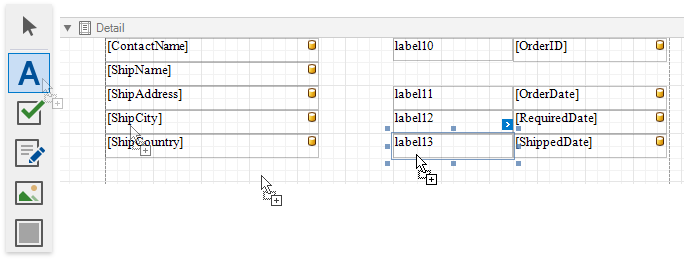 A
Detail
[ContactName] label10 [OrderID]
[ShipName]
[ShipAddress] label11 [OrderDate]
[ShipCity] label12 [RequiredDate]
[ShipCountry] label13 [ShippedDate]